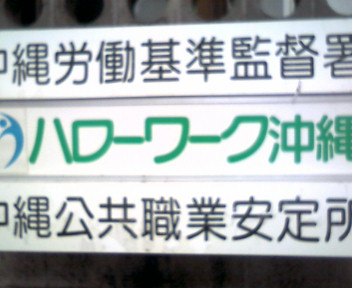 沖縄労働基準監督署
ハローワーク沖縄
沖縄公共職業安定所